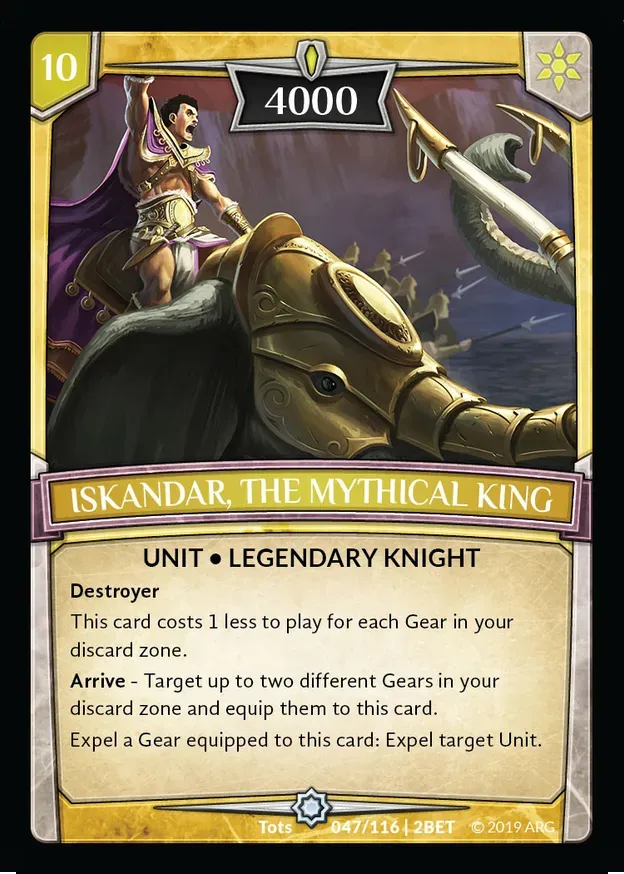 10
4000
ISKANDAR, THE MYTHICAL KING
UNIT • LEGENDARY KNIGHT
Destroyer
This card costs 1 less to play for each Gear in your
discard zone.
Arrive - Target up to two different Gears in your
discard zone and equip them to this card.
Expel a Gear equipped to this card: Expel target Unit.
Tots 047/116 | 2BET © 2019 ARG